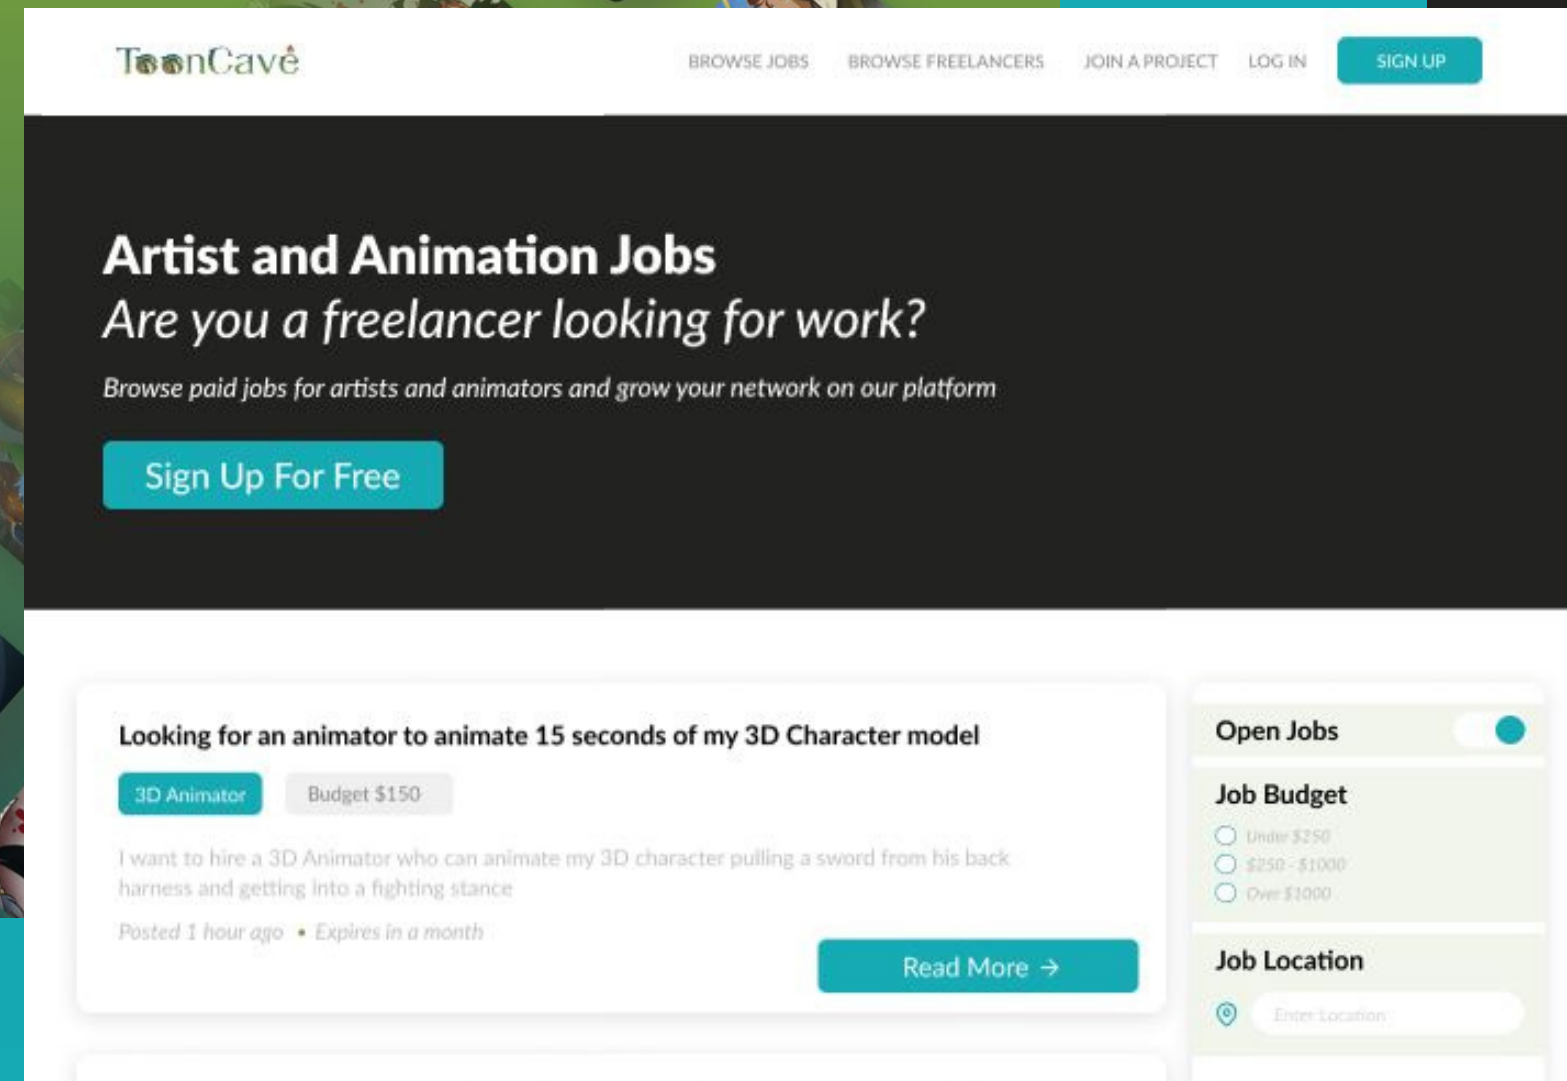 ToonCave
BROWSE JOBS BROWSE FREELANCERS JOIN A PROJECT LOG IN SIGN UP
Artist and Animation Jobs
Are you a freelancer looking for work?
Browse paid jobs for artists and animators and grow your network on our platform
Sign Up For Free
Looking for an animator to animate 15 seconds of my 3D Character model
3D Animator Budget $150
I want to hire a 3D Animator who can animate my 3D character pulling a sword from his back
harness and getting into a fighting stance
Posted 1 hour ago • Expires in a month
Read More →
Open Jobs
Job Budget
Under $250
$250 - $1000
Over $1000
Job Location
Enter Location